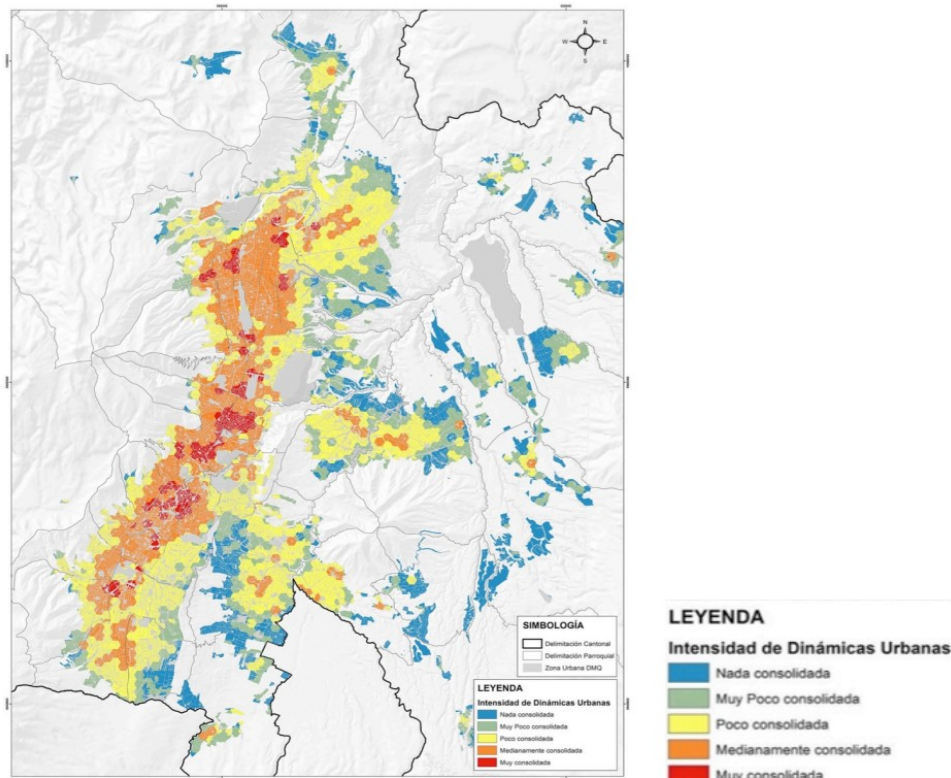 N
W E
S
SIMBOLOGÍA
Delimitación Cantonal
Delimitación Parroquial
Zona Urbana DMQ
LEYENDA
Intensidad de Dinámicas Urbanas
Nada consolidada
Muy Poco consolidada
Poco consolidada
Medianamente consolidada
Muy consolidada
LEYENDA
Intensidad de Dinámicas Urbanas
Nada consolidada
Muy Poco consolidada
Poco consolidada
Medianamente consolidada
Muy consolidada